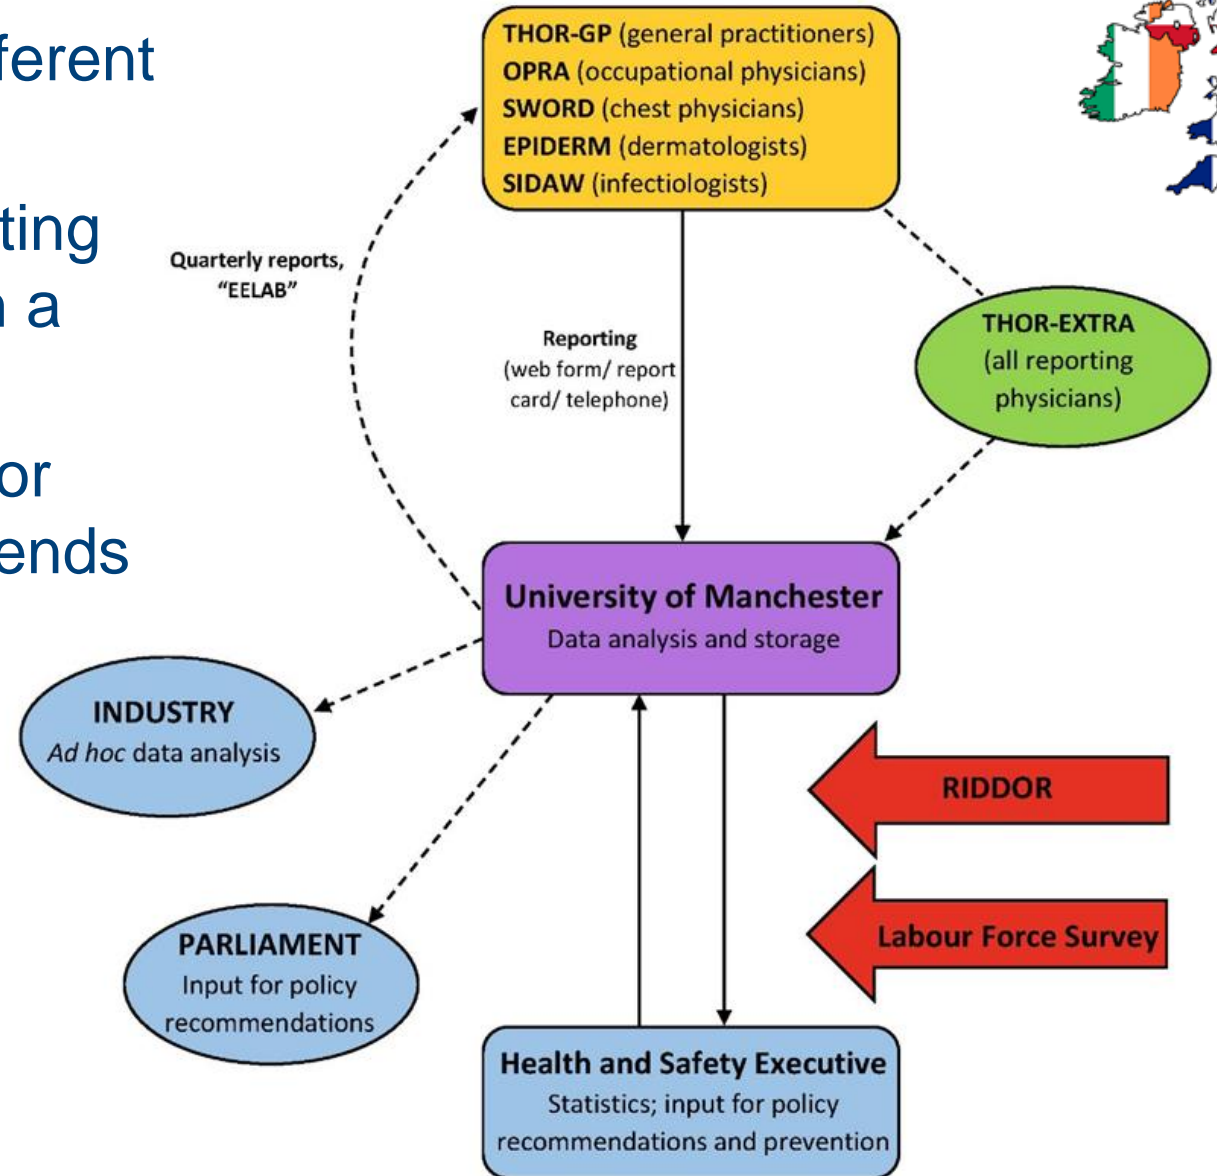 fferent
ting
n a
or
ends
THOR-GP (general practitioners)
OPRA (occupational physicians)
SWORD (chest physicians)
EPIDERM (dermatologists)
SIDAW (infectiologists)
Quarterly reports,
“EELAB”
Reporting
(web form/ report
card/ telephone)
THOR-EXTRA
(all reporting
physicians)
University of Manchester
Data analysis and storage
INDUSTRY
Ad hoc data analysis
RIDDOR
Labour Force Survey
PARLIAMENT
Input for policy
recommendations
Health and Safety Executive
Statistics; input for policy
recommendations and prevention